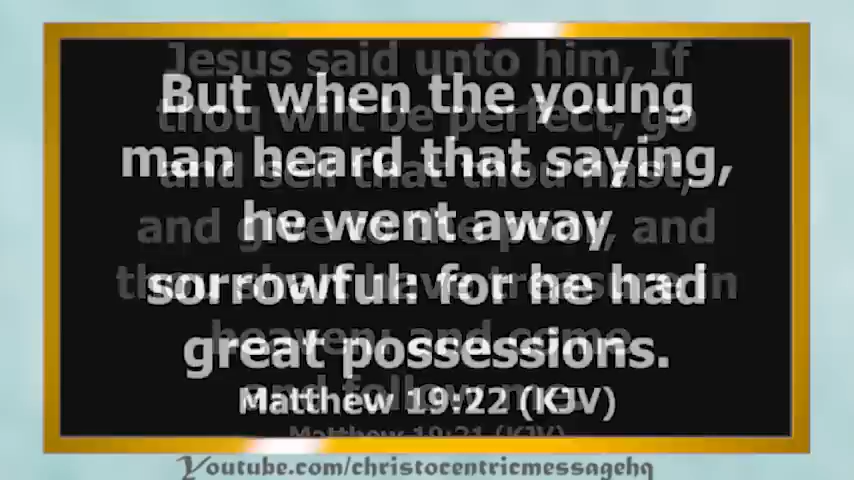 But when the young
man heard that saying,
he went away
sorrowful: for he had
great possessions.
Matthew 19:22 (KJV)
Jesus said unto him, If
thou wilt be perfect, go
and sell that thou hast,
and give to the poor, and
thou shalt have treasure in
heaven: and come
and follow me.
Matthew 19:21 (KJV)
Youtube.com/christocentricmessagehq